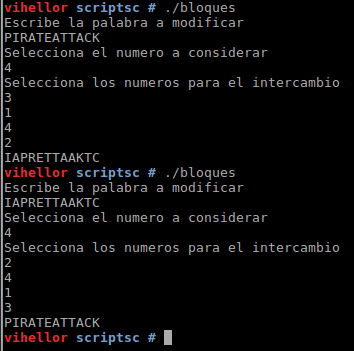 vihellor scriptsc # ./bloques
Escribe la palabra a modificar
PIRATEATTACK
Selecciona el numero a considerar
4
Selecciona los numeros para el intercambio
3
1
4
2
IAPRETTAAKTC
vihellor scriptsc # ./bloques
Escribe la palabra a modificar
IAPRETTAAKTC
Selecciona el numero a considerar
4
Selecciona los numeros para el intercambio
2
4
1
3
PIRATEATTACK
vihellor scriptsc #